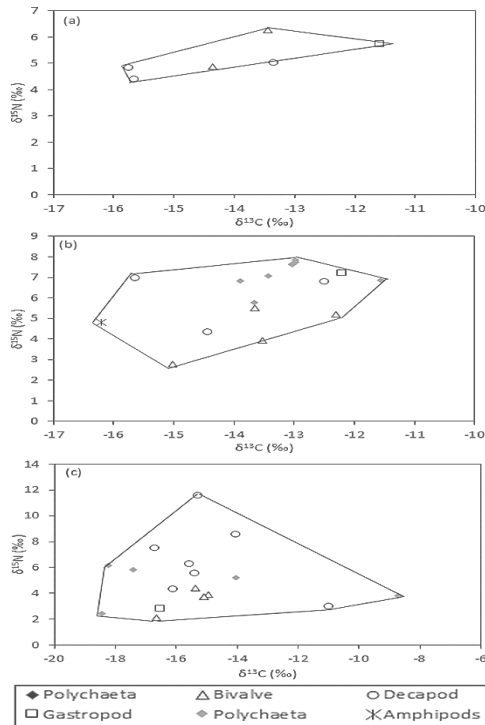 (a)
7
6
5
4
3
2
1
0
δ¹⁵N (‰)
-17 -16 -15 -14 -13 -12 -11 -10
δ¹³C (‰)
(b)
9
8
7
6
5
4
3
2
1
0
δ¹⁵N (‰)
-17 -16 -15 -14 -13 -12 -11 -10
δ¹³C (‰)
(c)
14
12
10
8
6
4
2
0
δ¹⁵N (‰)
-20 -18 -16 -14 -12 -10 -8 -6
δ¹³C (‰)
Polychaeta Bivalve Decapod
Gastropod Polychaeta Amphipods